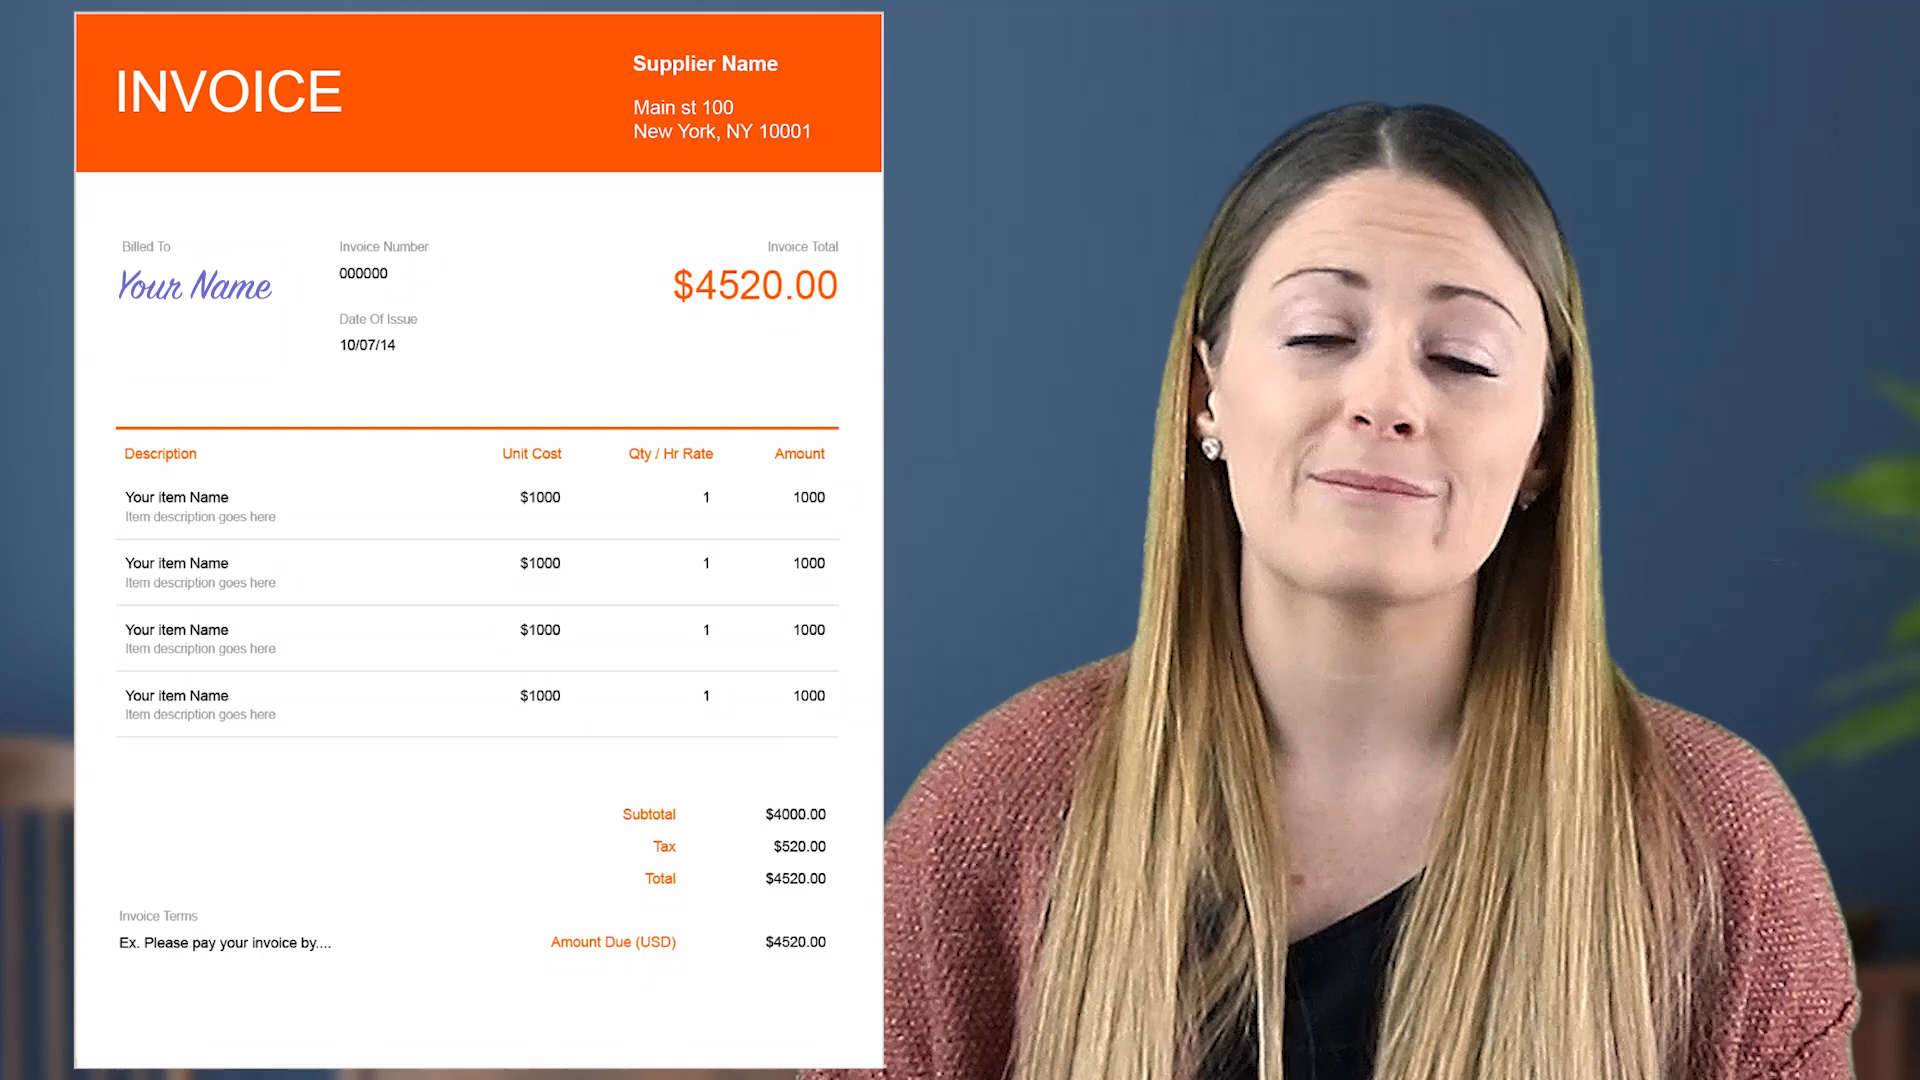 INVOICE
Supplier Name
Main st 100
New York, NY 10001
Billed To
Your Name
Invoice Number
000000
Date Of Issue
10/07/14
Invoice Total
$4520.00
Description Unit Cost Qty / Hr Rate Amount
Your item Name $1000 1 1000
Item description goes here
Your item Name $1000 1 1000
Item description goes here
Your item Name $1000 1 1000
Item description goes here
Your item Name $1000 1 1000
Item description goes here
Subtotal $4000.00
Tax $520.00
Total $4520.00
Invoice Terms
Ex. Please pay your invoice by....
Amount Due (USD) $4520.00